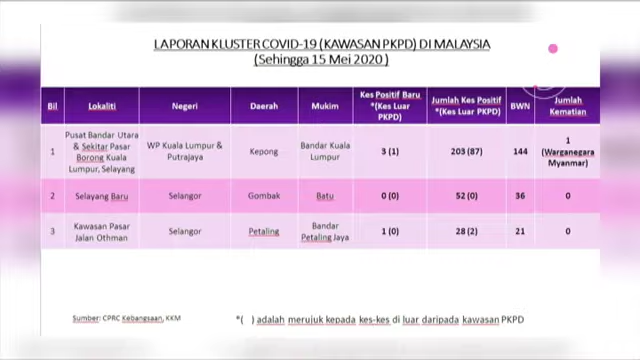 LAPORAN KLUSTER COVID-19 (KAWASAN PKPD) DI MALAYSIA
(Sehingga 15 Mei 2020)
Bil Lokaliti Negeri Daerah Mukim Kes Positif Baru *(Kes Luar PKPD) Jumlah Kes Positif *(Kes Luar PKPD) BWN Jumlah Kematian
1 Pusat Bandar Utara & Sekitar Pasar Borong Kuala Lumpur, Selayang WP Kuala Lumpur & Putrajaya Kepong Bandar Kuala Lumpur 3 (1) 203 (87) 144 1 (Warganegara Myanmar)
2 Selayang Baru Selangor Gombak Batu 0 (0) 52 (0) 36 0
3 Kawasan Pasar Jalan Othman Selangor Petaling Bandar Petaling Jaya 1 (0) 28 (2) 21 0
Sumber: CPRC Kebangsaan, KKM
*( ) adalah merujuk kepada kes-kes di luar daripada kawasan PKPD